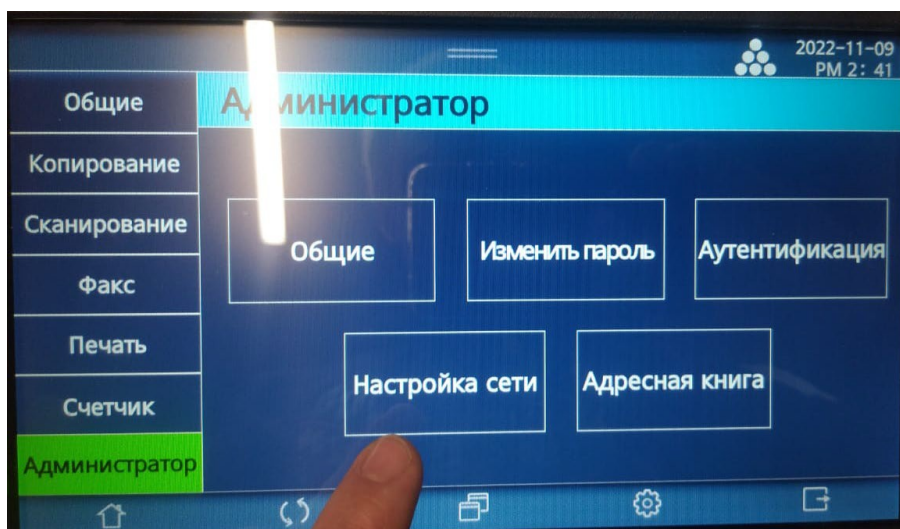 2022-11-09
PM 2: 41
Общие
Администратор
Копирование
Сканирование
Факс
Печать
Счетчик
Администратор
Общие
Изменить пароль
Аутентификация
Настройка сети
Адресная книга